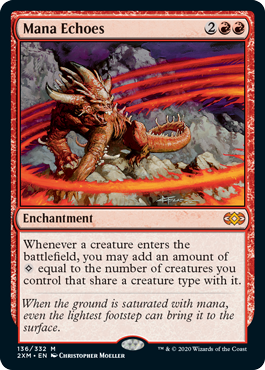 Mana Echoes 2
Enchantment
Whenever a creature enters the
battlefield, you may add an amount of
equal to the number of creatures you
control that share a creature type with it.
When the ground is saturated with mana,
even the lightest footstep can bring it to
the surface.
136/332 M
2XM • EN Christopher Moeller ™ & © 2020 Wizards of the Coast